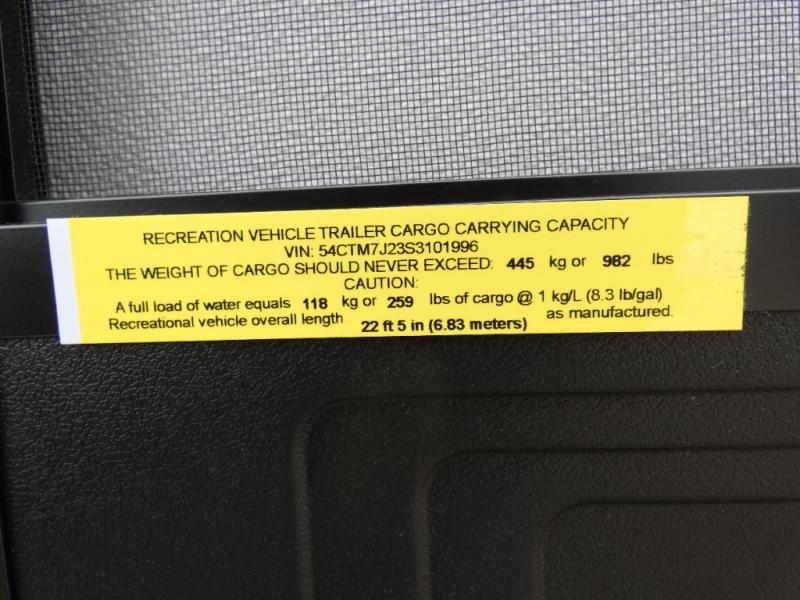 RECREATION VEHICLE TRAILER CARGO CARRYING CAPACITY
VIN: 54CTM7J23S3101996
THE WEIGHT OF CARGO SHOULD NEVER EXCEED: 445 kg or 982 lbs
CAUTION:
A full load of water equals 118 kg or 259 lbs of cargo @ 1 kg/L (8.3 lb/gal)
Recreational vehicle overall length 22 ft 5 in (6.83 meters) as manufactured.